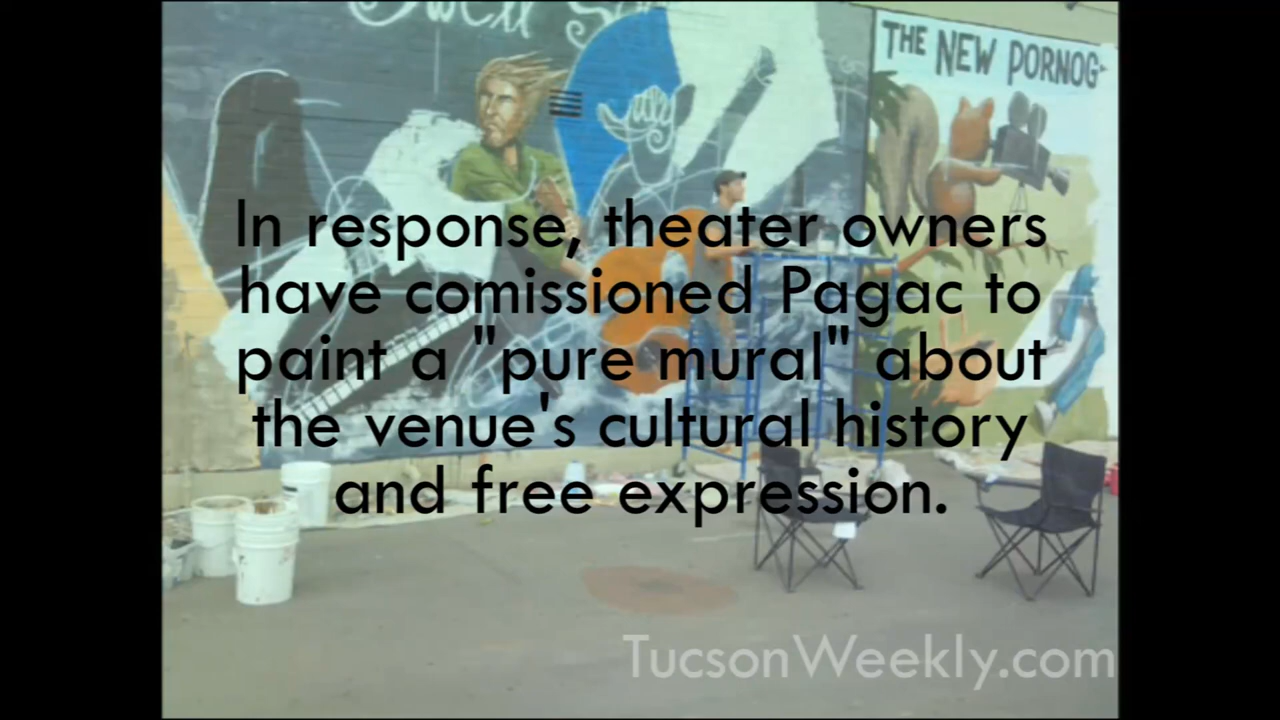 THE NEW PORNOG-
In response, theater owners
have comissioned Pagac to
paint a "pure mural" about
the venue's cultural history
and free expression.
TucsonWeekly.com